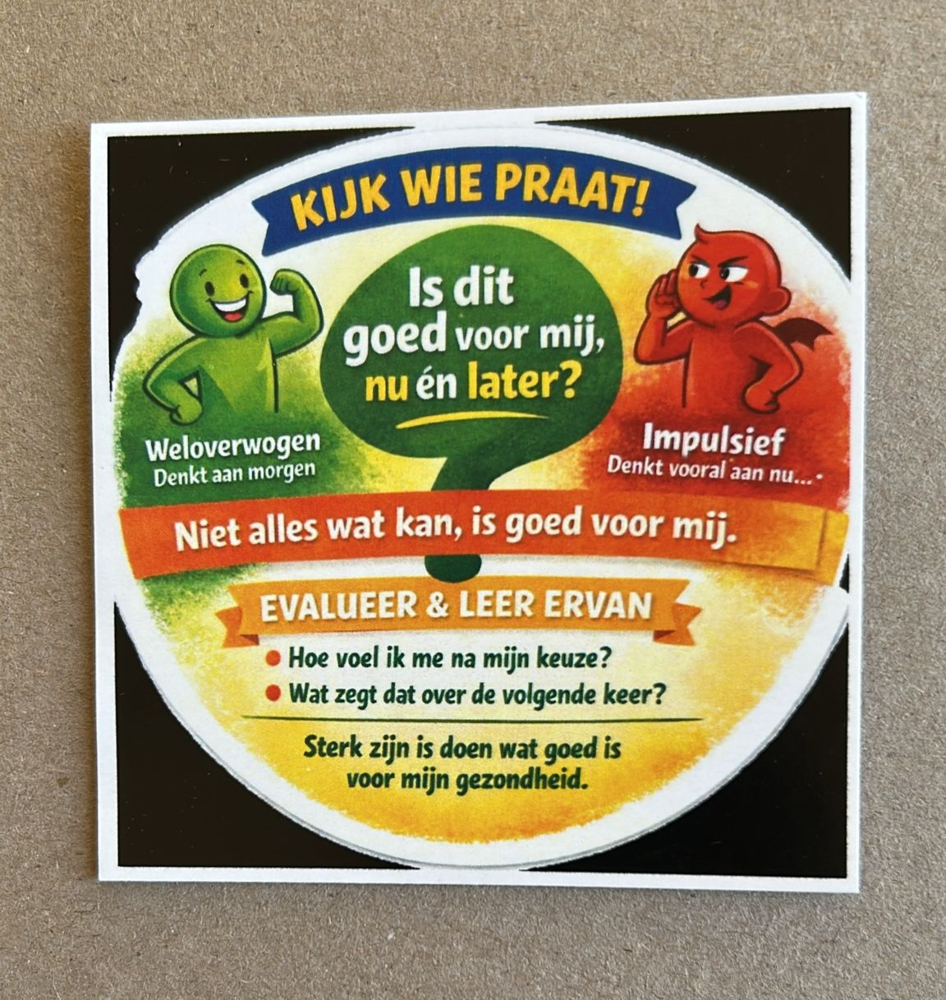 KIJK WIE PRAAT!
Is dit
goed voor mij,
nu én later?
Weloverwogen
Denkt aan morgen
Impulsief
Denkt vooral aan nu...
Niet alles wat kan, is goed voor mij.
EVALUEER & LEER ERVAN
• Hoe voel ik me na mijn keuze?
• Wat zegt dat over de volgende keer?
Sterk zijn is doen wat goed is
voor mijn gezondheid.